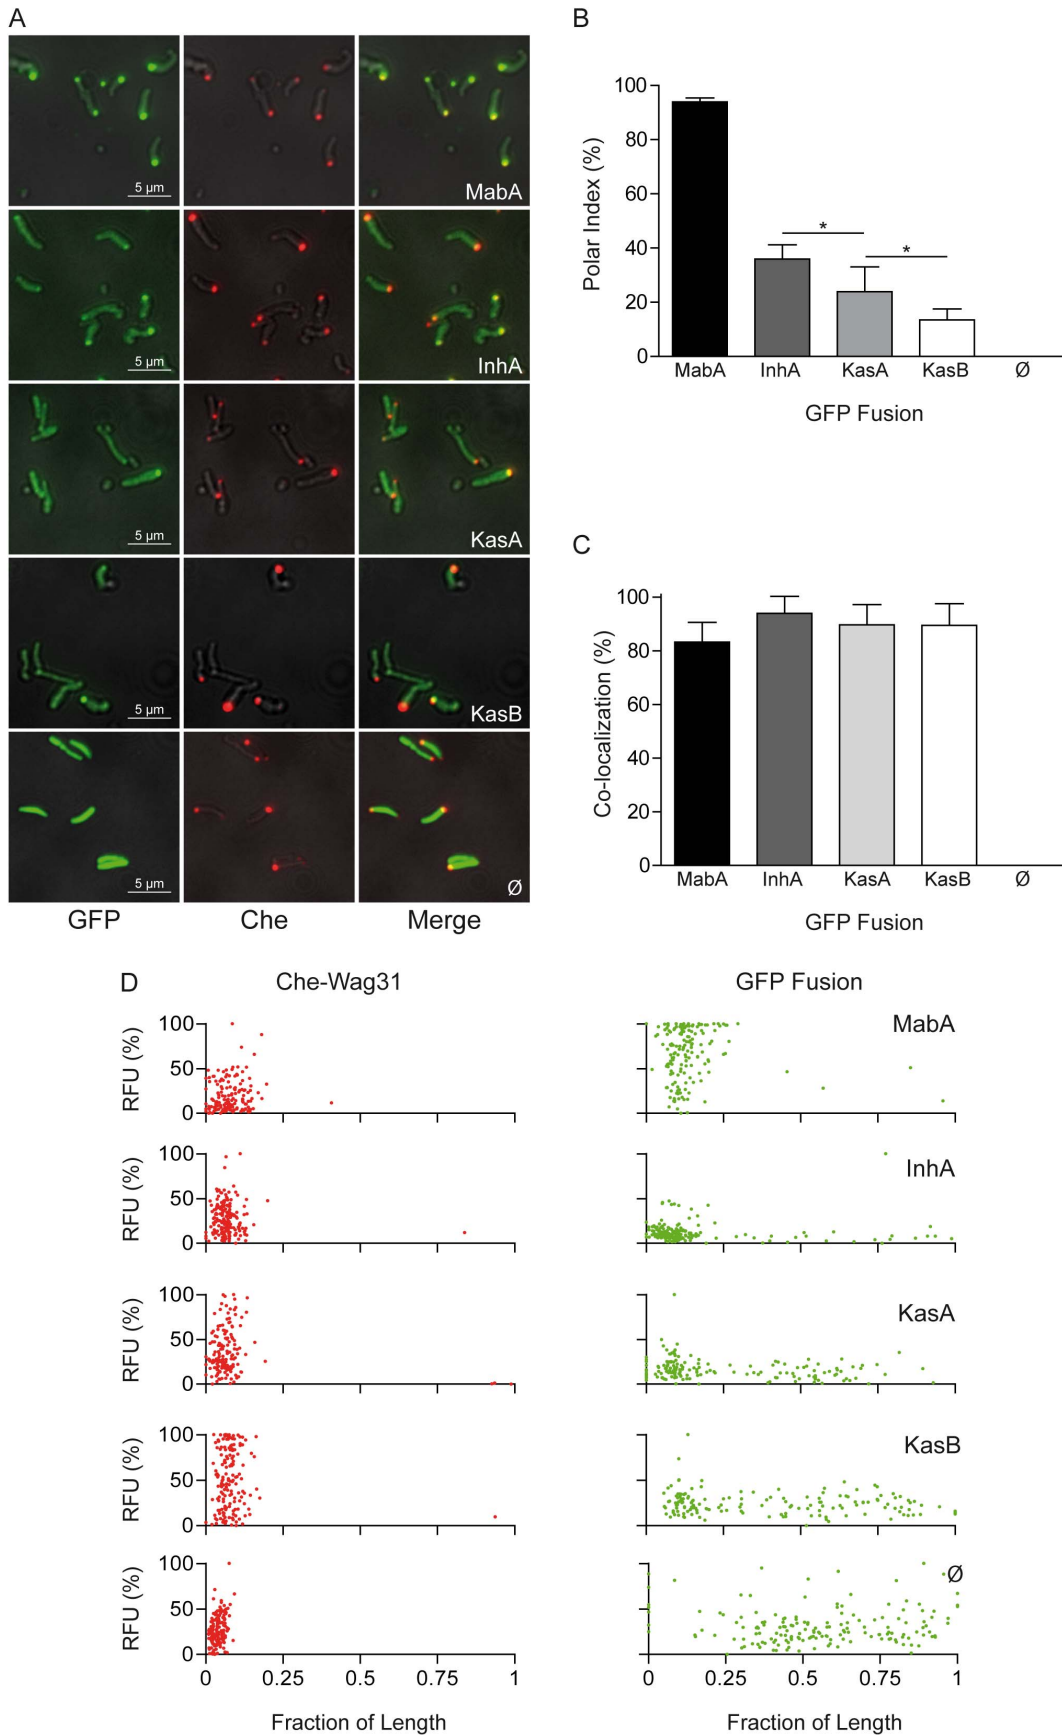 A
5 µm
MabA
5 µm
InhA
5 µm
KasA
5 µm
KasB
5 µm
Ø
GFP
Che
Merge
B
Polar Index (%)
100
80
60
40
20
0
*
*
MabA
InhA
KasA
KasB
Ø
GFP Fusion
C
Co-localization (%)
100
80
60
40
20
0
MabA
InhA
KasA
KasB
Ø
GFP Fusion
D
Che-Wag31
GFP Fusion
RFU (%)
100
50
0
MabA
RFU (%)
100
50
0
InhA
RFU (%)
100
50
0
KasA
RFU (%)
100
50
0
KasB
RFU (%)
100
50
0
Ø
0 0.25 0.5 0.75 1
0 0.25 0.5 0.75 1
Fraction of Length
Fraction of Length